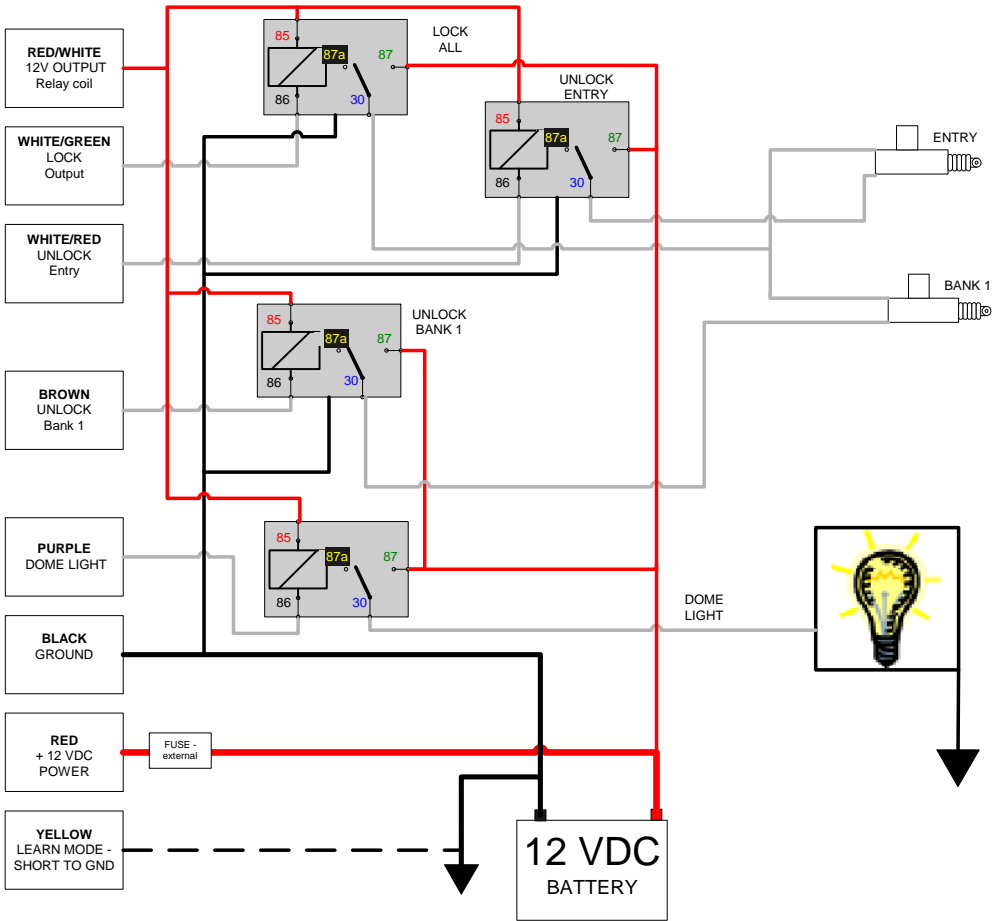 RED/WHITE
12V OUTPUT
Relay coil
WHITE/GREEN
LOCK
Output
WHITE/RED
UNLOCK
Entry
BROWN
UNLOCK
Bank 1
PURPLE
DOME LIGHT
BLACK
GROUND
RED
+ 12 VDC
POWER
YELLOW
LEARN MODE -
SHORT TO GND
FUSE -
external
85
87a
87
86
30
LOCK
ALL
UNLOCK
ENTRY
85
87a
87
86
30
ENTRY
BANK 1
85
87a
87
86
30
UNLOCK
BANK 1
85
87a
87
86
30
DOME
LIGHT
12 VDC
BATTERY